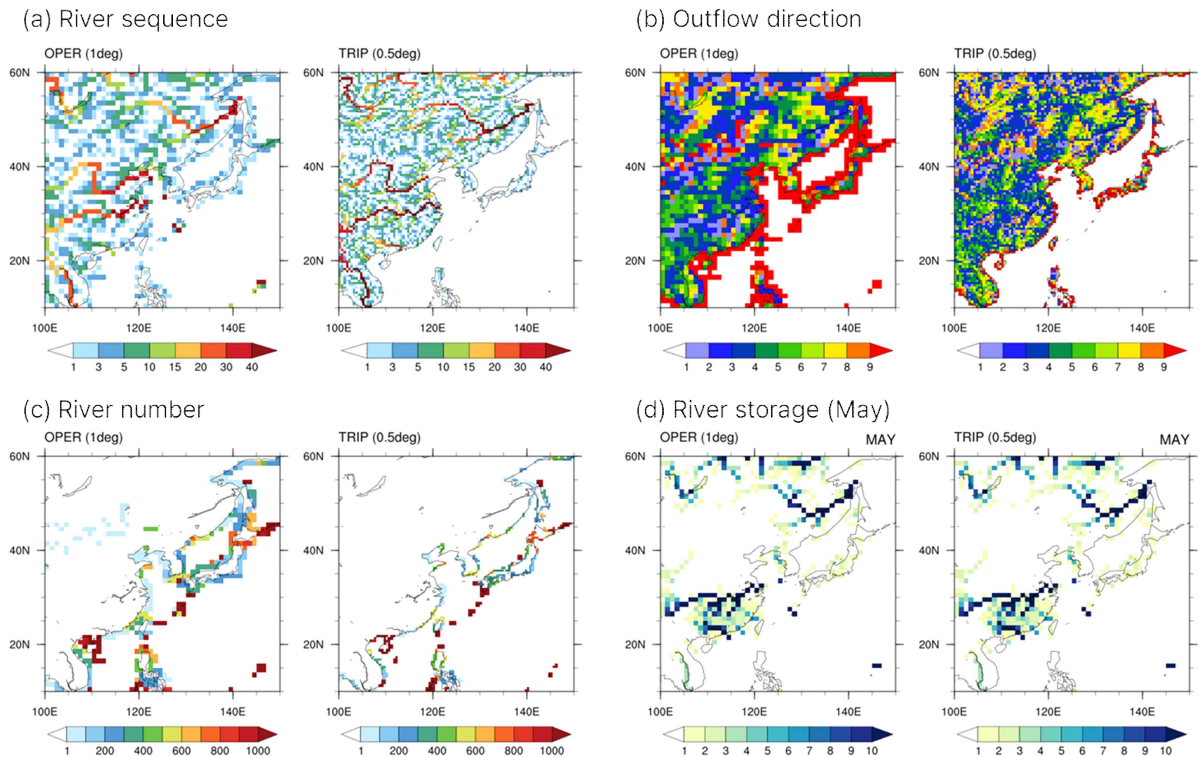 (a) River sequence
(b) Outflow direction
OPER (1deg)
TRIP (0.5deg)
OPER (1deg)
TRIP (0.5deg)
60N
60N
60N
60N
40N
40N
40N
40N
20N
20N
20N
20N
100E 120E 140E
100E 120E 140E
100E 120E 140E
100E 120E 140E
1 3 5 10 15 20 30 40
1 3 5 10 15 20 30 40
1 2 3 4 5 6 7 8 9
1 2 3 4 5 6 7 8 9
(c) River number
(d) River storage (May)
OPER (1deg)
TRIP (0.5deg)
OPER (1deg) MAY
TRIP (0.5deg) MAY
60N
60N
60N
60N
40N
40N
40N
40N
20N
20N
20N
20N
100E 120E 140E
100E 120E 140E
100E 120E 140E
100E 120E 140E
1 200 400 600 800 1000
1 200 400 600 800 1000
1 2 3 4 5 6 7 8 9 10
1 2 3 4 5 6 7 8 9 10